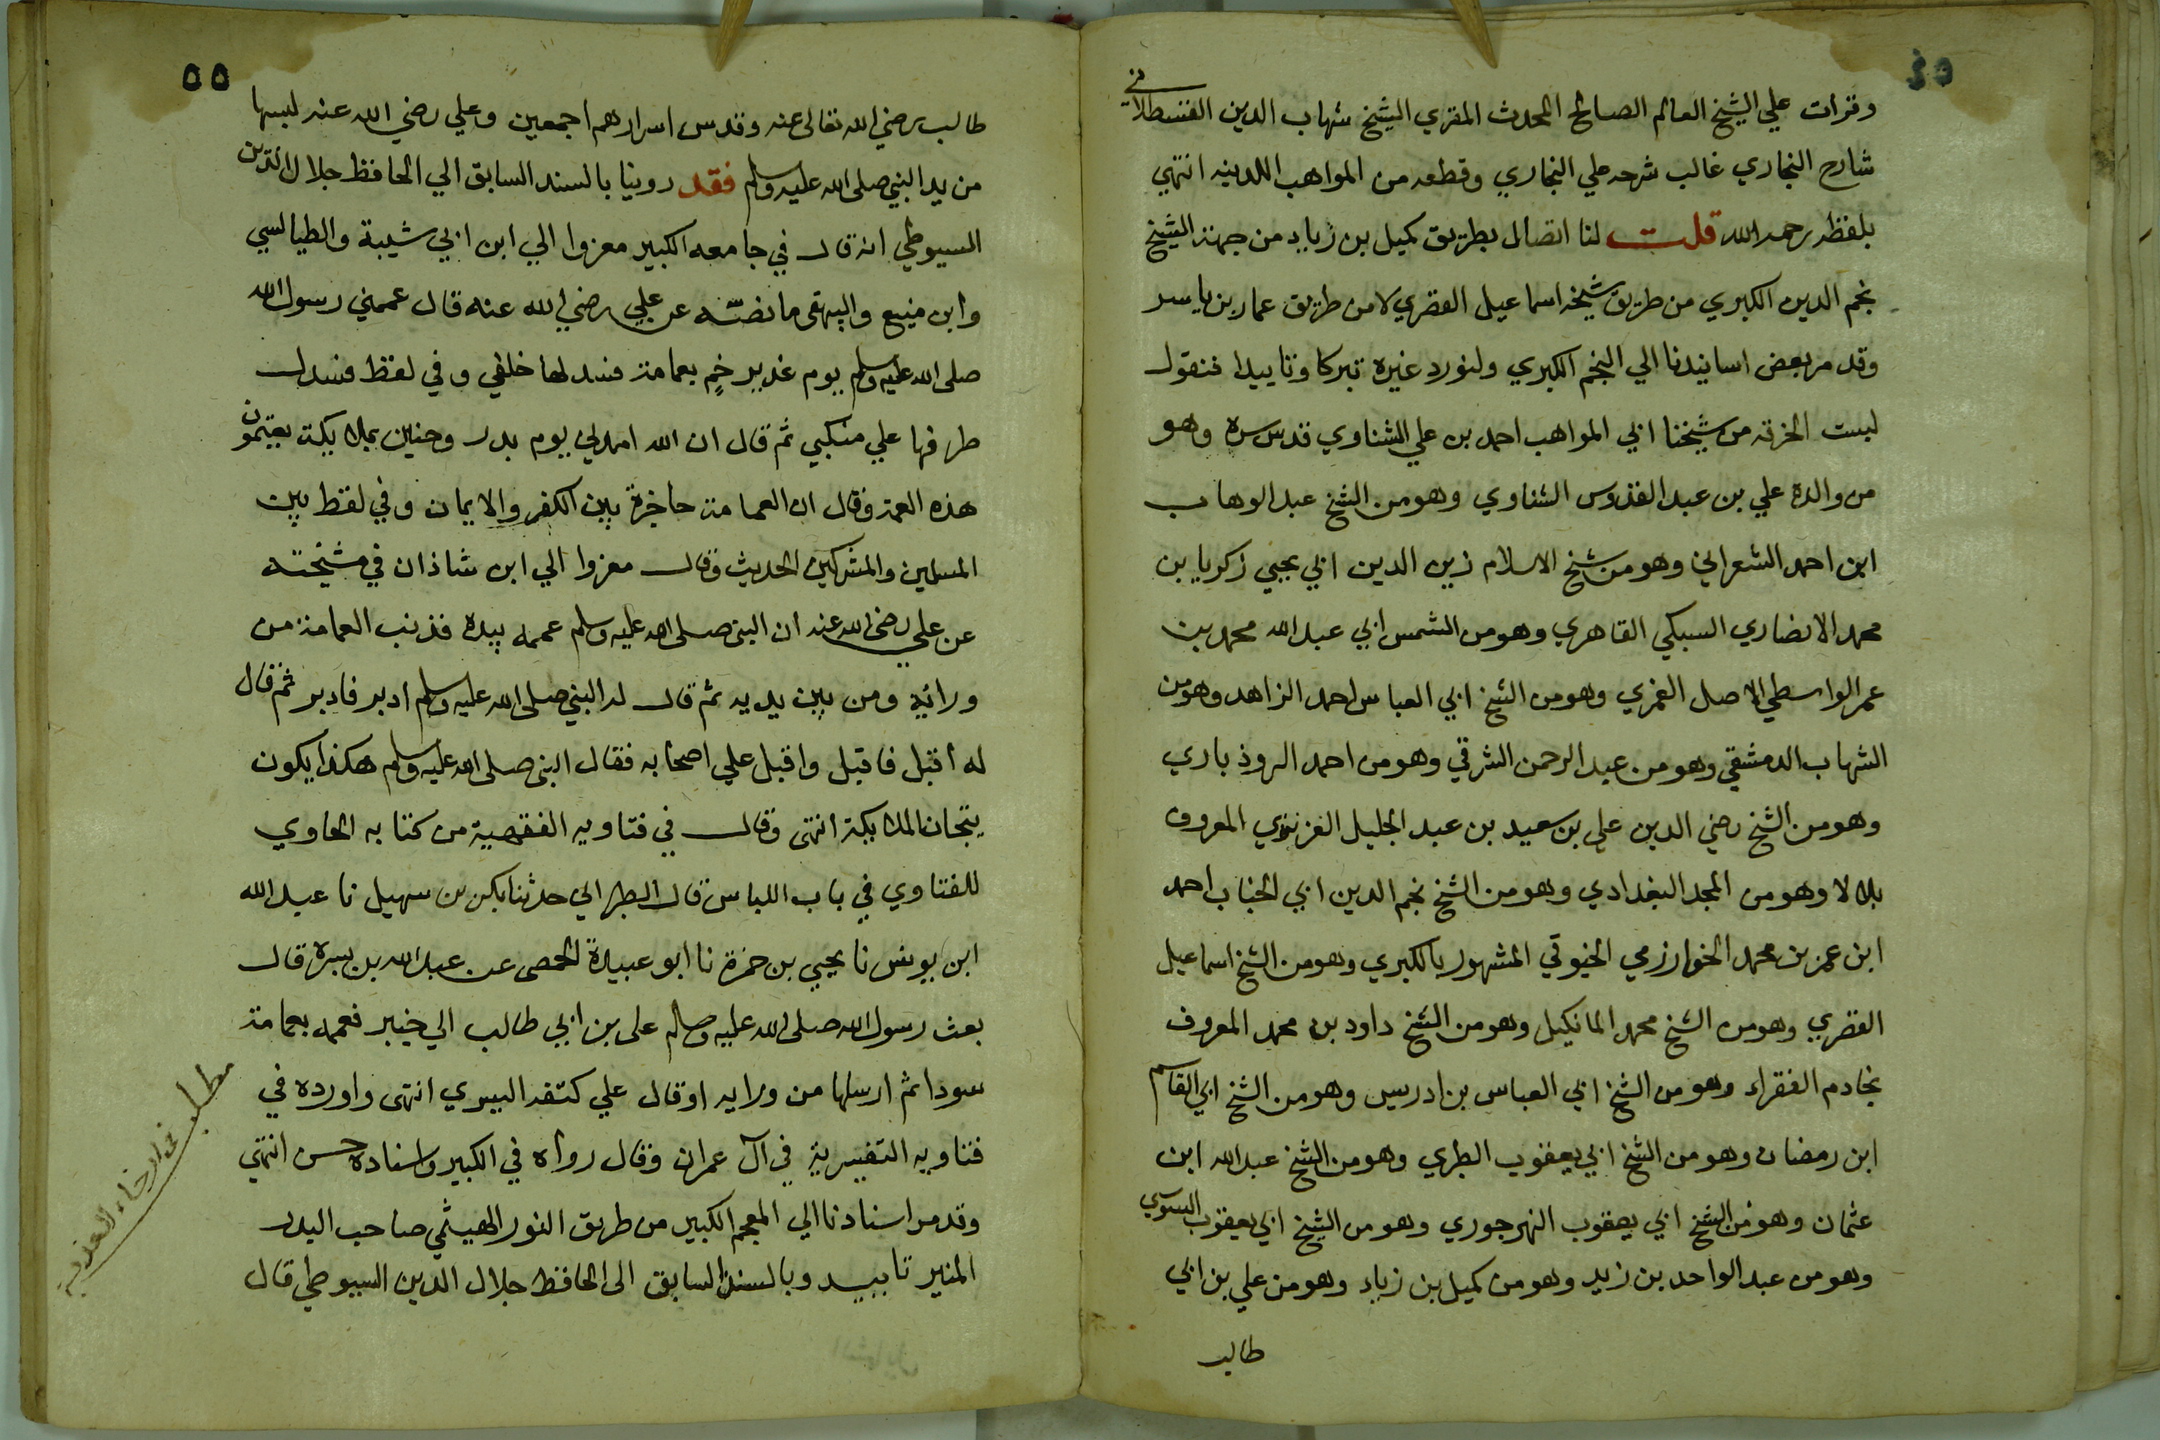 ٥٤
وقرات علي الشيخ العالم الصالح المحدث المقري الشيخ شهاب الدين القسطلاني
شارح البخاري غالب شرحه علي البخاري وقطعه من المواهب اللدينه انتهي
بلفظه رحمه الله قلت لنا اتصال بطريق كميل بن زياد من جهة الشيخ
نجم الدين الكبري من طريق شيخه اسماعيل القصري لا من طريق عمار بن ياسر
وقد مر بعض اسانيدنا الي النجم الكبري ولنورد غيره تبركا وتاييدا فنقول
لبست الخرقه من شيخنا ابي المواهب احمد بن علي الشناوي قدس سره وهو
من والده علي بن عبد القدوس الشناوي وهو من الشيخ عبد الوهاب
ابن احمد الشعراني وهو من شيخ الاسلام زين الدين ابي يحيي زكريا بن
محمد الانصاري السبكي القاهري وهو من الشمس ابي عبد الله محمد بن
عمر الواسطي الاصل الغمري وهو من الشيخ ابي العباس احمد الزاهد وهو من
الشهاب الدمشقي وهو من عبد الرحمن الشرقي وهو من احمد الروذباري
وهو من الشيخ رضي الدين علي بن سعيد بن عبد الجليل الغزنوي المعروف
بلالا وهو من المجد البغدادي وهو من الشيخ نجم الدين ابي الجناب احمد
ابن عمر بن محمد الخوارزمي الخيوقي المشهور بالكبري وهو من الشيخ اسماعيل
القصري وهو من الشيخ محمد المانكيل وهو من الشيخ داود بن محمد المعروف
بخادم الفقراء وهو من الشيخ ابي العباس بن ادريس وهو من الشيخ ابي القاسم
ابن رمضان وهو من الشيخ ابي يعقوب الطبري وهو من الشيخ عبد الله ابن
عثمان وهو من الشيخ ابي يعقوب النهرجوري وهو من الشيخ ابي يعقوب السوسي
وهو من عبد الواحد بن زيد وهو من كميل بن زياد وهو من علي بن ابي
طالب
٥٥
طالب رضي الله تعالى عنه وقدس اسرارهم اجمعين وعلي رضي الله عنه لبسها
من يد النبي صلى الله عليه وسلم فقد روينا بالسند السابق الي الحافظ جلال الدين
السيوطي انه قال في جامعه الكبير معزوا الي ابن ابي شيبة والطيالسي
وابن منيع والبيهقي ما نصّه عن علي رضي الله عنه قال عممني رسول الله
صلى الله عليه وسلم يوم غدير خمٍ بعمامة فسدلها خلفي وفي لفظ فسدل
طرفها علي منكبي ثم قال ان الله امدني يوم بدر وحنين بملايكة يعتمون
هذه العمة وقال ان العمامة حاجزة بين الكفر والايمان وفي لفظ بين
المسلمين والمشركين الحديث وقال معزوا الي ابن شاذان في مشيخته
عن علي رضي الله عنه ان النبي صلى الله عليه وسلم عممه بيده فذنب العمامة من
ورائه ومن بين يديه ثم قال له النبي صلى الله عليه وسلم ادبر فادبر ثم قال
له أقبل فاقبل واقبل علي اصحابه فقال النبي صلى الله عليه وسلم هكذا يكون
تيجان الملايكة انتهى وقال في فتاويه الفقهية من كتابه الحاوي
للفتاوي في باب اللباس قال الطبراني حدثنا بكر بن سهيل نا عبد الله
ابن يوسف نا يحيي بن حمزة نا ابو عبيدة الحمصي عن عبد الله بن بسره قال
بعث رسول الله صلى الله عليه وسلم على بن ابي طالب الي خيبر فعممه بعمامة
سودا ثم ارسلها من ورايه او قال علي كتفه اليسري انتهى واورده في
فتاويه التفسيرية في آل عمران وقال رواه في الكبير واسناده حسن انتهي
وقد مر اسنادنا الي المعجم الكبير من طريق النور الهيثمي صاحب البدر
المنير تاييد وبالسند السابق الى الحافظ جلال الدين السيوطي قال
مطلب في ارخاء العذبه